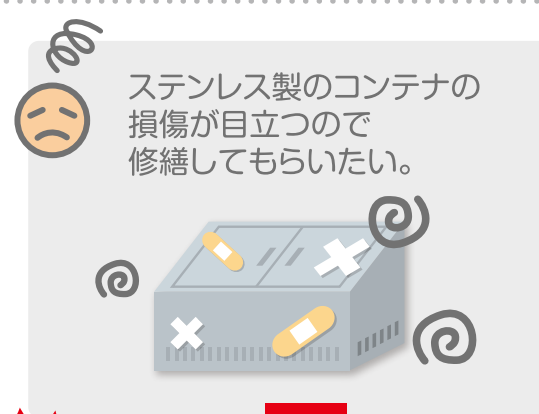 ステンレス製のコンテナの
損傷が目立つので
修繕してもらいたい。